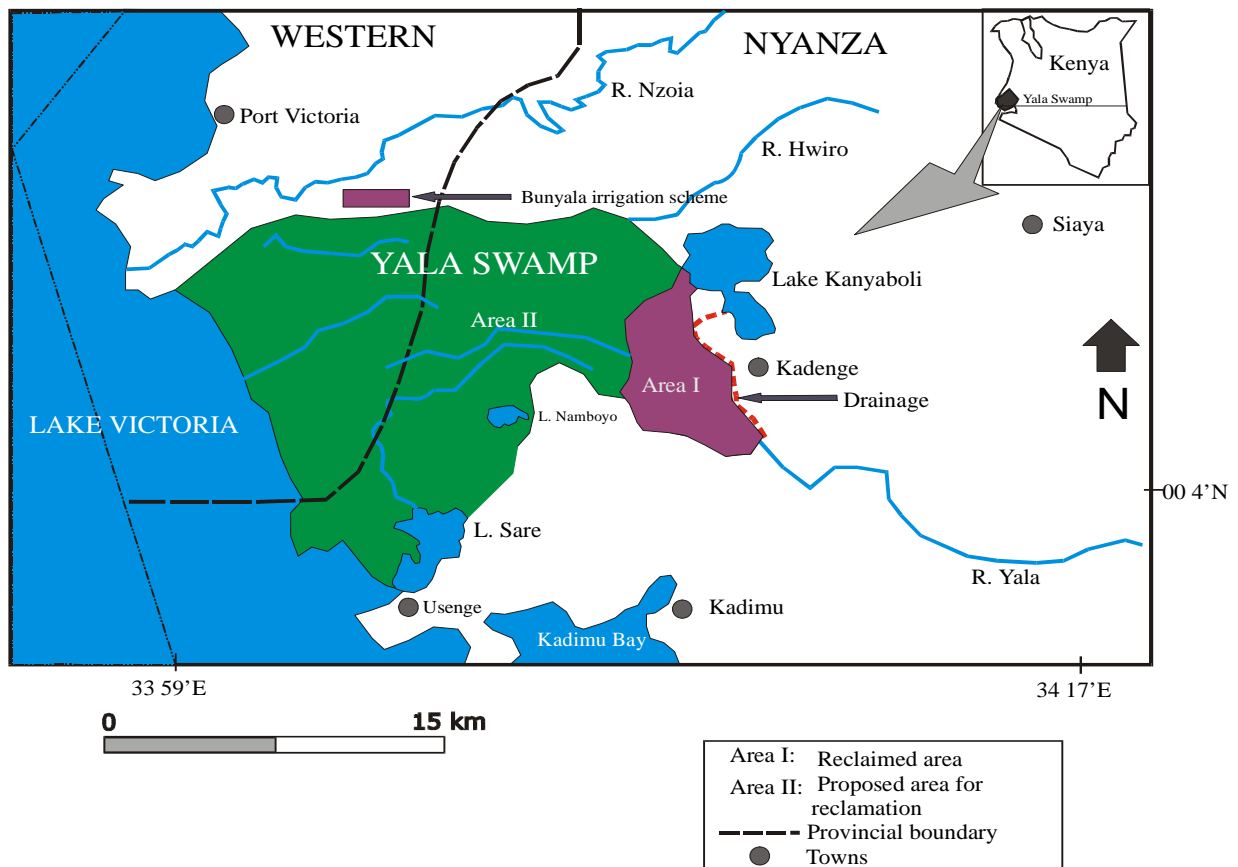 WESTERN
NYANZA
Kenya
Yala Swamp
R. Nzoia
Port Victoria
R. Hwiro
Bunyala irrigation scheme
Siaya
YALA SWAMP
Lake Kanyaboli
Area II
Kadenge
Area I
Drainage
N
LAKE VICTORIA
L. Namboyo
00 4’N
L. Sare
R. Yala
Usenge
Kadimu
Kadimu Bay
33 59’E
34 17’E
0 15 km
Area I: Reclaimed area
Area II: Proposed area for
reclamation
Provincial boundary
Towns